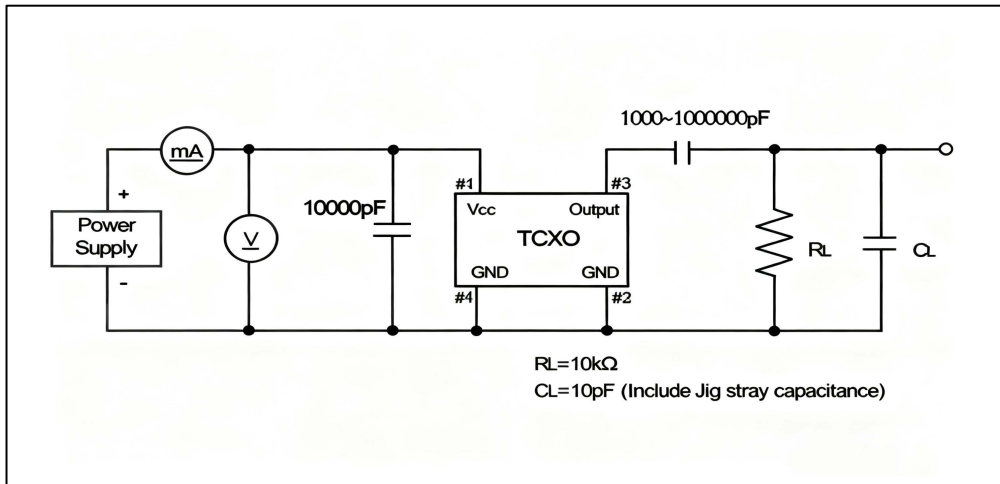 1000~1000000pF
mA
#1
#3
+
10000pF
Vcc
Output
Power
Supply
V
TCXO
RL
CL
GND
GND
-
#4
#2
RL=10kΩ
CL=10pF (Include Jig stray capacitance)